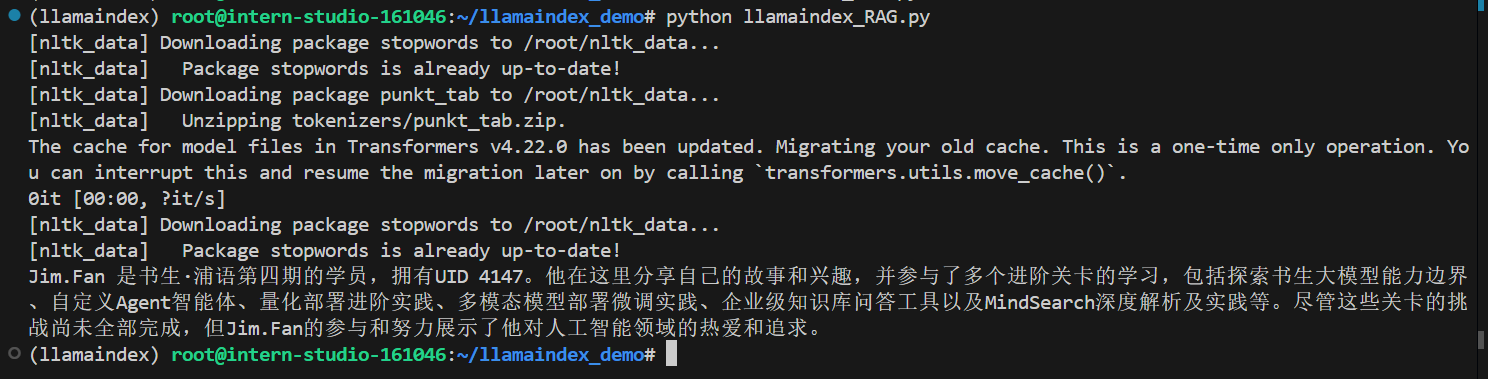 (llamaindex) root@intern-studio-161046:~/llamaindex_demo# python llamaindex_RAG.py
[nltk_data] Downloading package stopwords to /root/nltk_data...
[nltk_data]   Package stopwords is already up-to-date!
[nltk_data] Downloading package punkt_tab to /root/nltk_data...
[nltk_data]   Unzipping tokenizers/punkt_tab.zip.
The cache for model files in Transformers v4.22.0 has been updated. Migrating your old cache. This is a one-time only operation. Yo
u can interrupt this and resume the migration later on by calling `transformers.utils.move_cache()`.
0it [00:00, ?it/s]
[nltk_data] Downloading package stopwords to /root/nltk_data...
[nltk_data]   Package stopwords is already up-to-date!
Jim.Fan 是书生·浦语第四期的学员，拥有UID 4147。他在这里分享自己的故事和兴趣，并参与了多个进阶关卡的学习，包括探索书生大模型能力边界
、自定义Agent智能体、量化部署进阶实践、多模态模型部署微调实践、企业级知识库问答工具以及MindSearch深度解析及实践等。尽管这些关卡的挑
战尚未全部完成，但Jim.Fan的参与和努力展示了他对人工智能领域的热爱和追求。
(llamaindex) root@intern-studio-161046:~/llamaindex_demo#